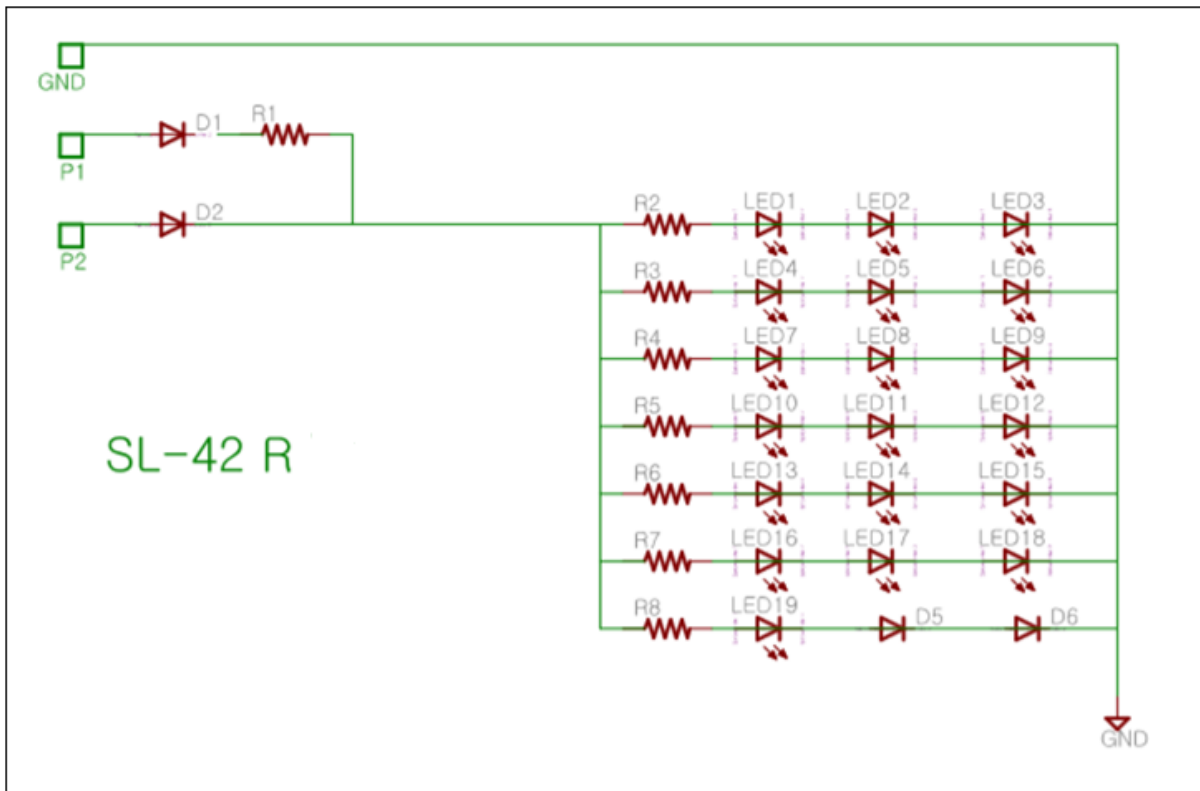 GND
D1
R1
P1
D2
P2
R2 LED1 LED2 LED3
R3 LED4 LED5 LED6
R4 LED7 LED8 LED9
R5 LED10 LED11 LED12
SL-42 R
R6 LED13 LED14 LED15
R7 LED16 LED17 LED18
R8 LED19 D5 D6
GND